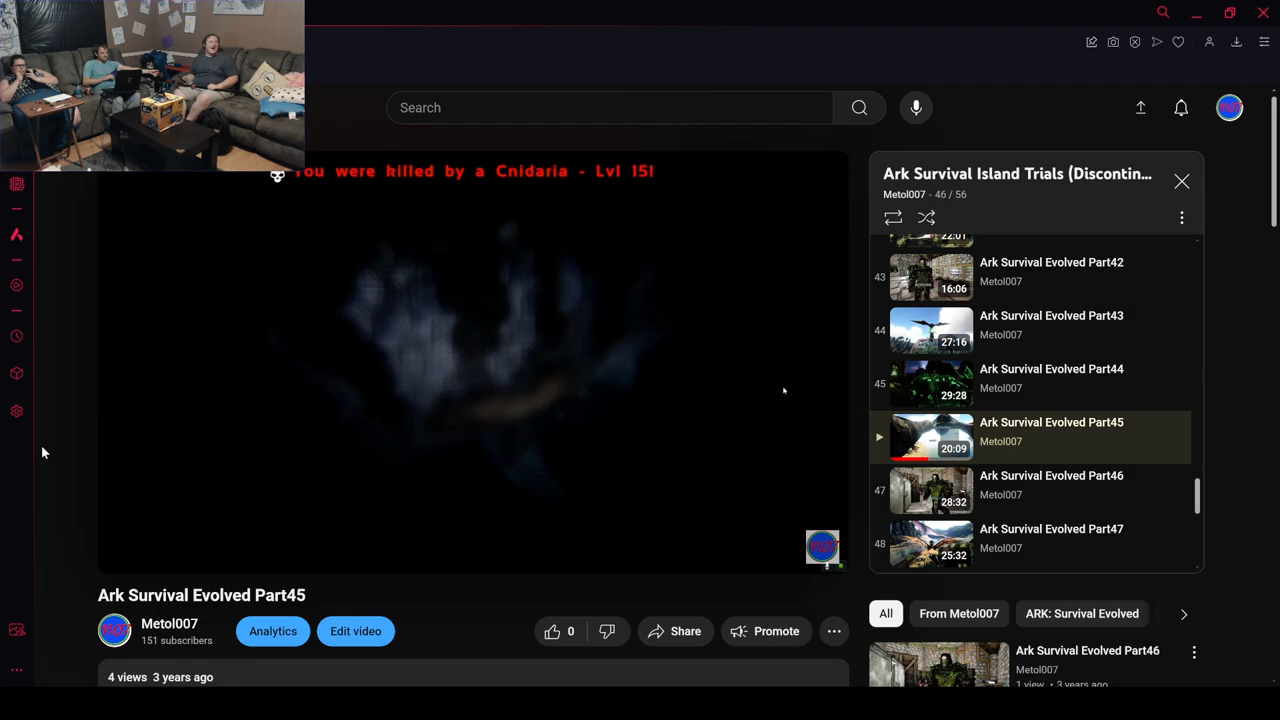 Search
You were killed by a Cnidaria - Lvl 15!
Ark Survival Evolved Part45
Metol007
151 subscribers
Analytics
Edit video
0
Share
Promote
4 views 3 years ago
Ark Survival Island Trials (Discontin...
Metol007 - 46 / 56
22:01
43
16:06
Ark Survival Evolved Part42
Metol007
44
27:16
Ark Survival Evolved Part43
Metol007
45
29:28
Ark Survival Evolved Part44
Metol007
20:09
Ark Survival Evolved Part45
Metol007
47
28:32
Ark Survival Evolved Part46
Metol007
48
25:32
Ark Survival Evolved Part47
Metol007
All
From Metol007
ARK: Survival Evolved
Ark Survival Evolved Part46
Metol007
1 view • 3 years ago